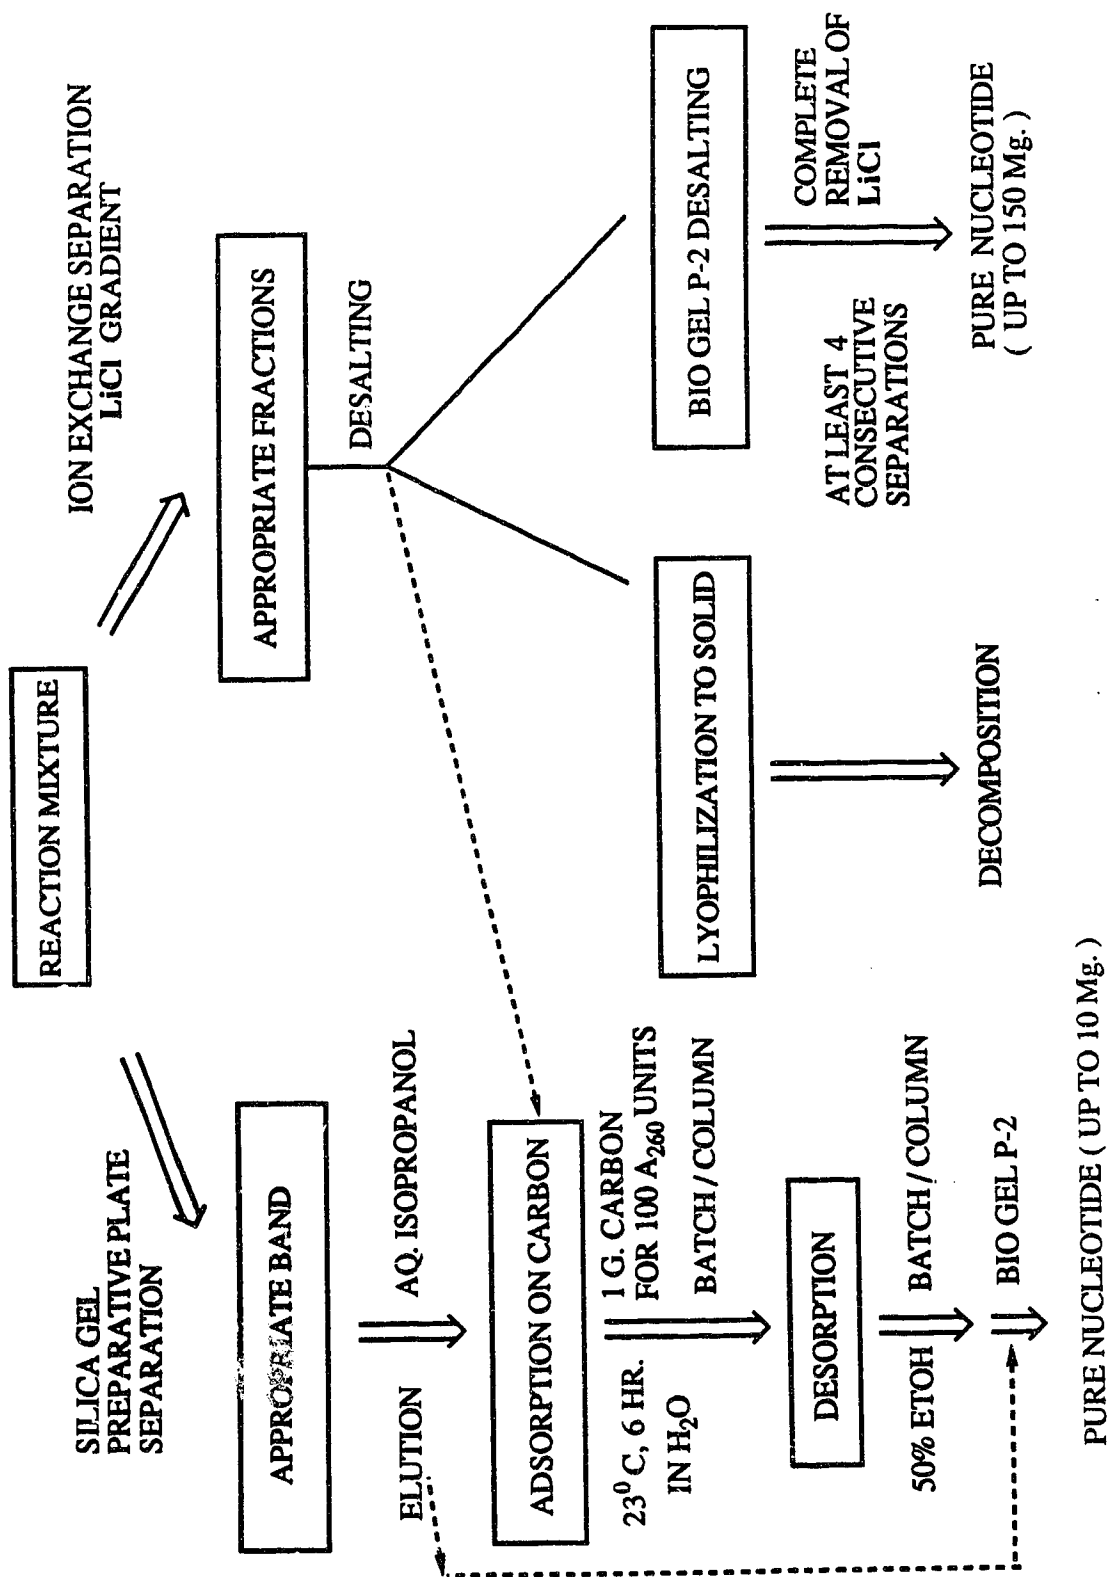 REACTION MIXTURE
SILICA GEL
PREPARATIVE PLATE
SEPARATION
ION EXCHANGE SEPARATION
LiCl GRADIENT
APPROPRIATE BAND
APPROPRIATE FRACTIONS
ELUTION
AQ. ISOPROPANOL
DESALTING
ADSORPTION ON CARBON
23⁰ C, 6 HR.
IN H₂O
1 G. CARBON
FOR 100 A₂₆₀ UNITS
BATCH / COLUMN
LYOPHILIZATION TO SOLID
BIO GEL P-2 DESALTING
DESORPTION
AT LEAST 4
CONSECUTIVE
SEPARATIONS
COMPLETE
REMOVAL OF
LiCl
50% ETOH
BATCH / COLUMN
BIO GEL P-2
DECOMPOSITION
PURE NUCLEOTIDE
( UP TO 150 Mg. )
PURE NUCLEOTIDE ( UP TO 10 Mg. )